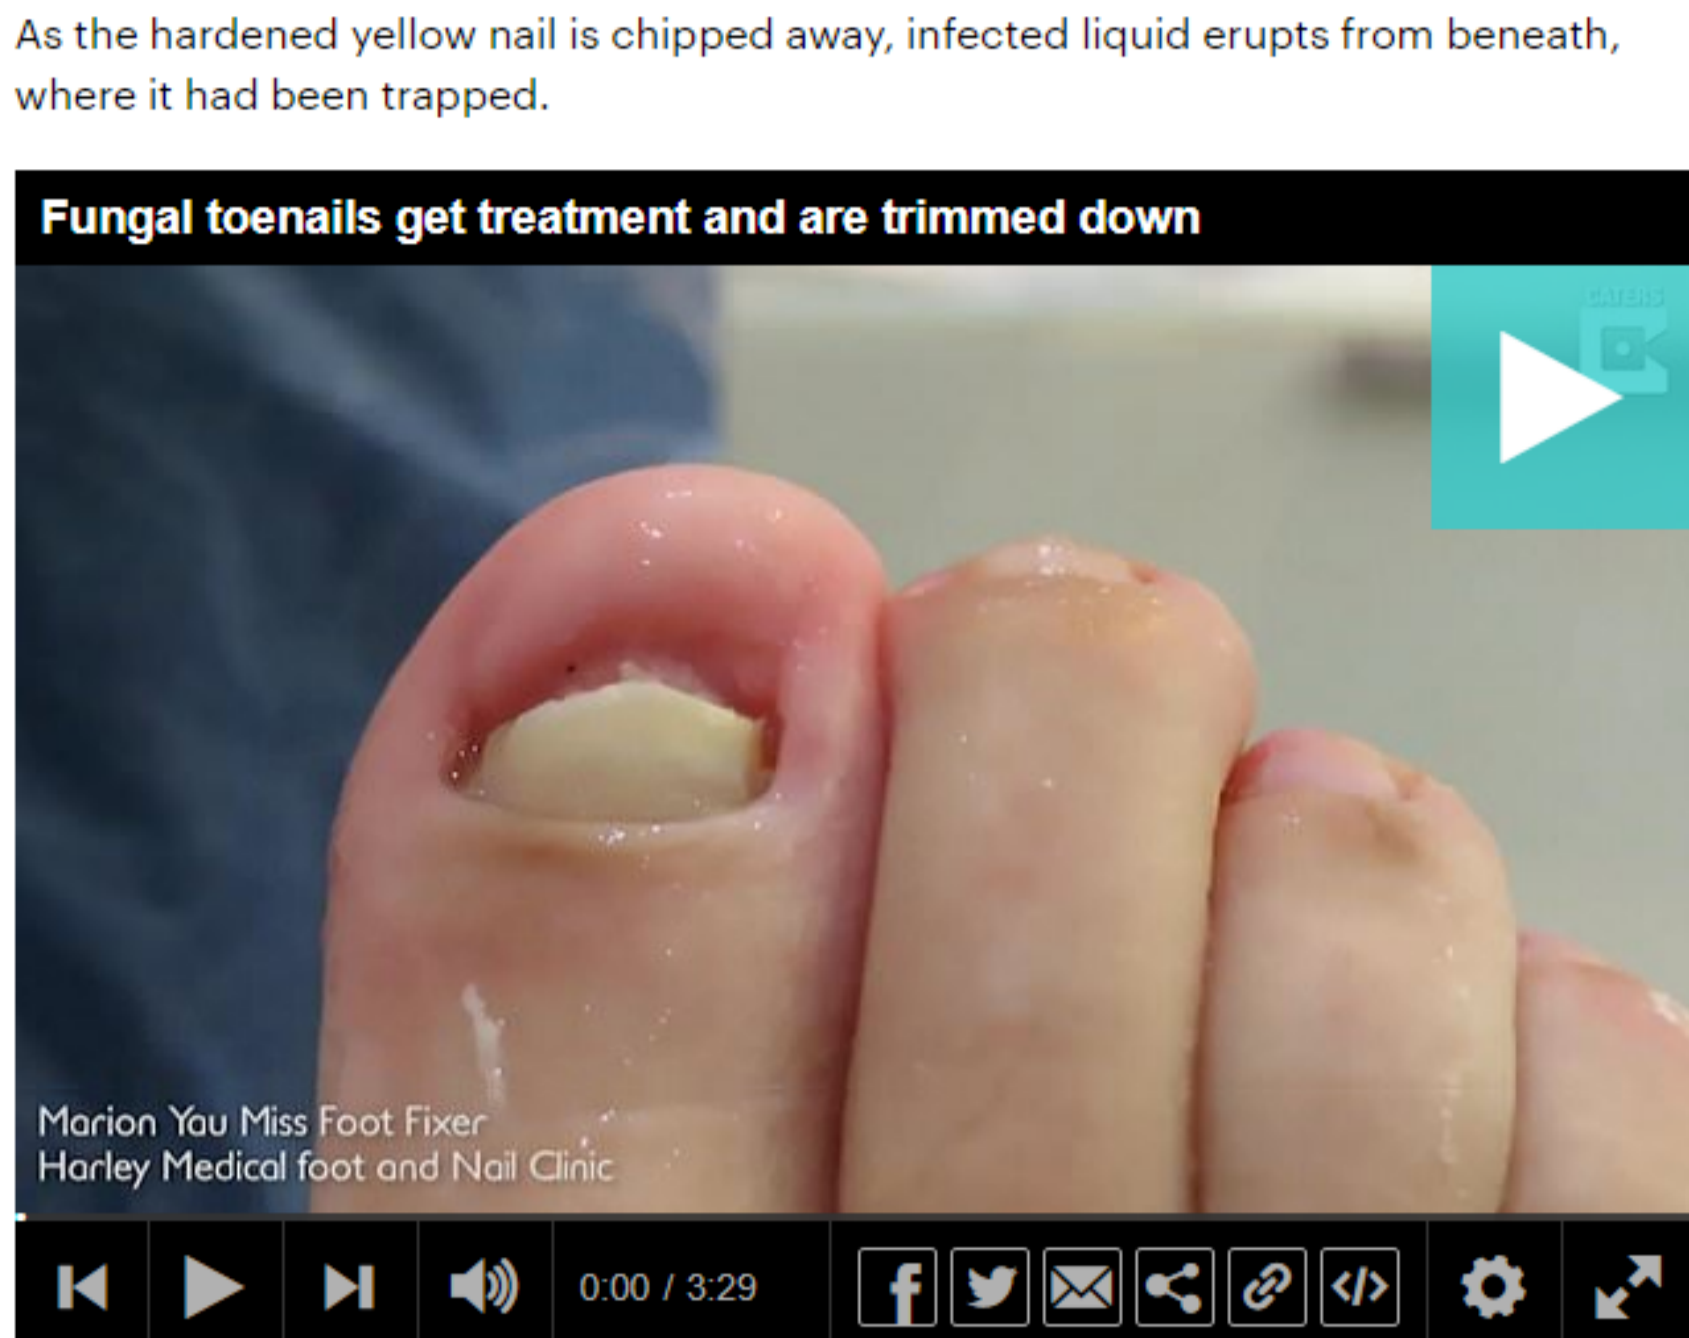 As the hardened yellow nail is chipped away, infected liquid erupts from beneath,
where it had been trapped.
Fungal toenails get treatment and are trimmed down
CATERS
Marion Yau Miss Foot Fixer
Harley Medical foot and Nail Clinic
0:00 / 3:29